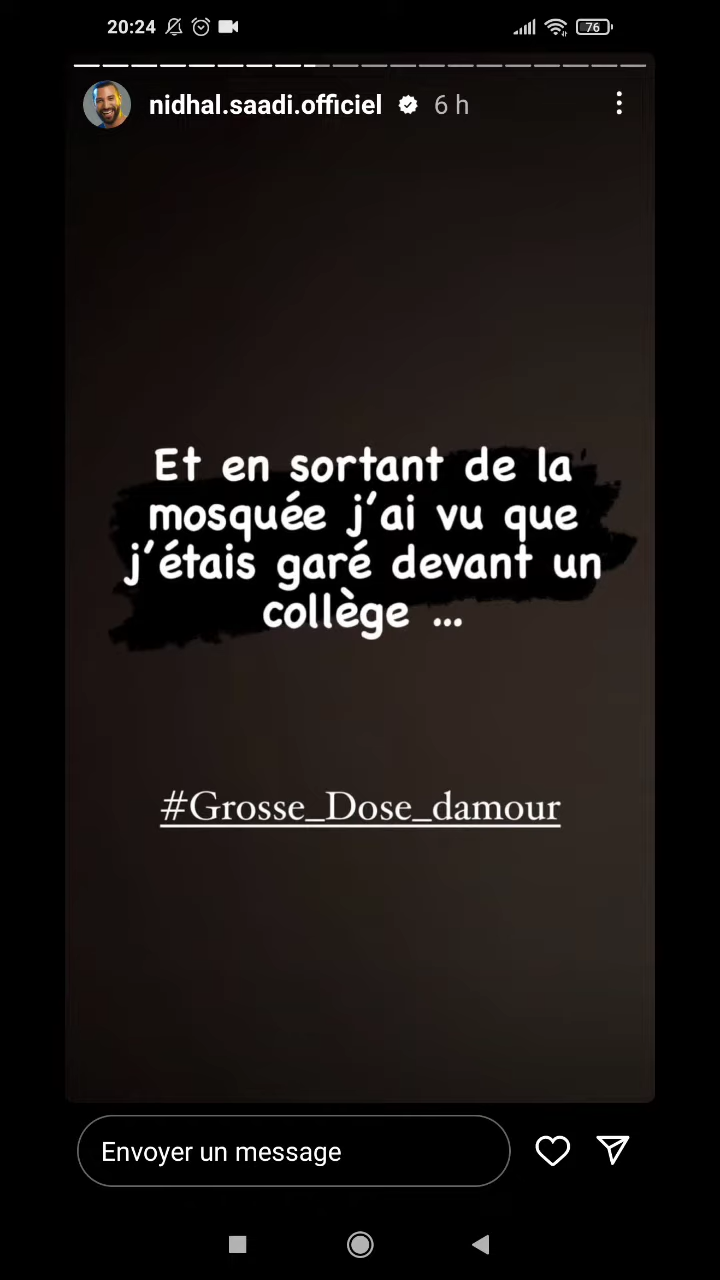 20:24 76
nidhal.saadi.officiel 6 h
Et en sortant de la
mosquée j'ai vu que
j'étais garé devant un
collège ...
#Grosse_Dose_damour
Envoyer un message